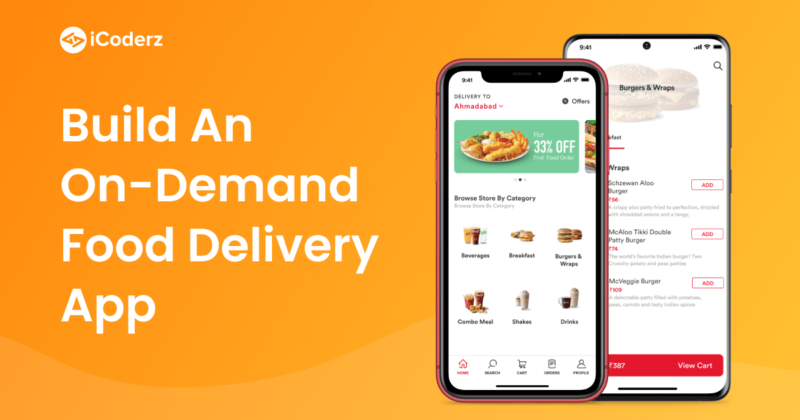 iCoderz
Build An
On-Demand
Food Delivery
App
9:41
DELIVERY TO
Ahmadabad
Offers
Flat
33% OFF
First Food Order
Browse Store By Category
Browse Store By Category
Beverages
Breakfast
Burgers &
Wraps
Combo Meal
Shakes
Drinks
HOME
SEARCH
CART
ORDERS
PROFILE
9:41
Burgers & Wraps
kfast
Wraps
Schzewan Aloo
Burger
ADD
₹96
A crispy aloo patty fried to perfection, drizzled
with shredded onions and a tangy,
McAloo Tikki Double
Patty Burger
ADD
₹74
The world's favorite Indian burger! Two
Crunchy potato and peas patties
McVeggie Burger
ADD
₹109
A delectable patty filled with potatoes,
peas, carrots and tasty Indian spices
₹387
View Cart